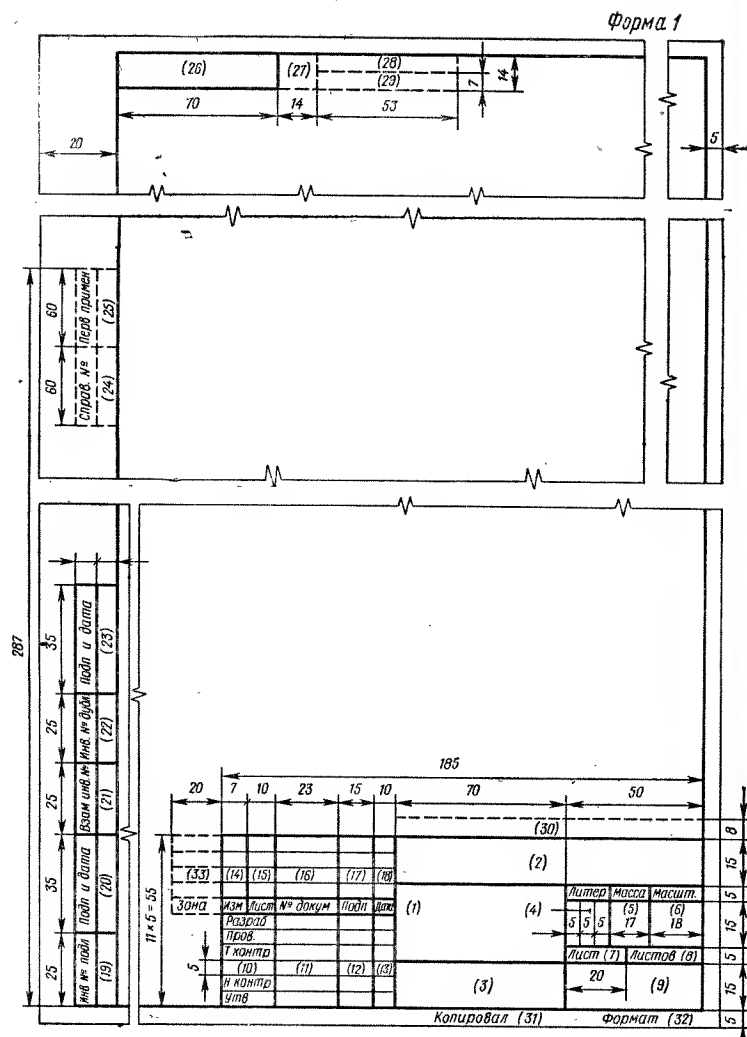 Форма 1
(26) (27) (28)
(29)
7 14
70 14 53
20 5
60 Перв примен (25)
60 Справ. № (24)
287
35 Подп и дата (23)
25 Инв. № дубл (22)
25 Взам инв. № (21)
35 Подп и дата (20)
25 Инв № подл (19)
185
20 7 10 23 15 10 70 50
(30) 8
(2) 15
(33) (14) (15) (16) (17) (18)
Литер Масса Масшт. 5
Зона Изм Лист № докум Подп Дата (1) (4) (5) (6)
5 5 5 17 18 15
11 × 5 = 55
Разраб
Пров.
Т контр
Лист (7) Листов (8) 5
5 (10) (11) (12) (13)
20
Н контр (3) (9) 15
Утв
Копировал (31) Формат (32) 5